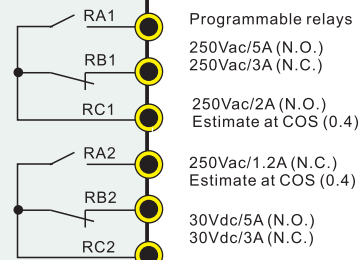 RA1
Programmable relays
250Vac/5A (N.O.)
RB1
250Vac/3A (N.C.)
RC1
250Vac/2A (N.O.)
Estimate at COS (0.4)
RA2
250Vac/1.2A (N.C.)
Estimate at COS (0.4)
RB2
30Vdc/5A (N.O.)
30Vdc/3A (N.C.)
RC2